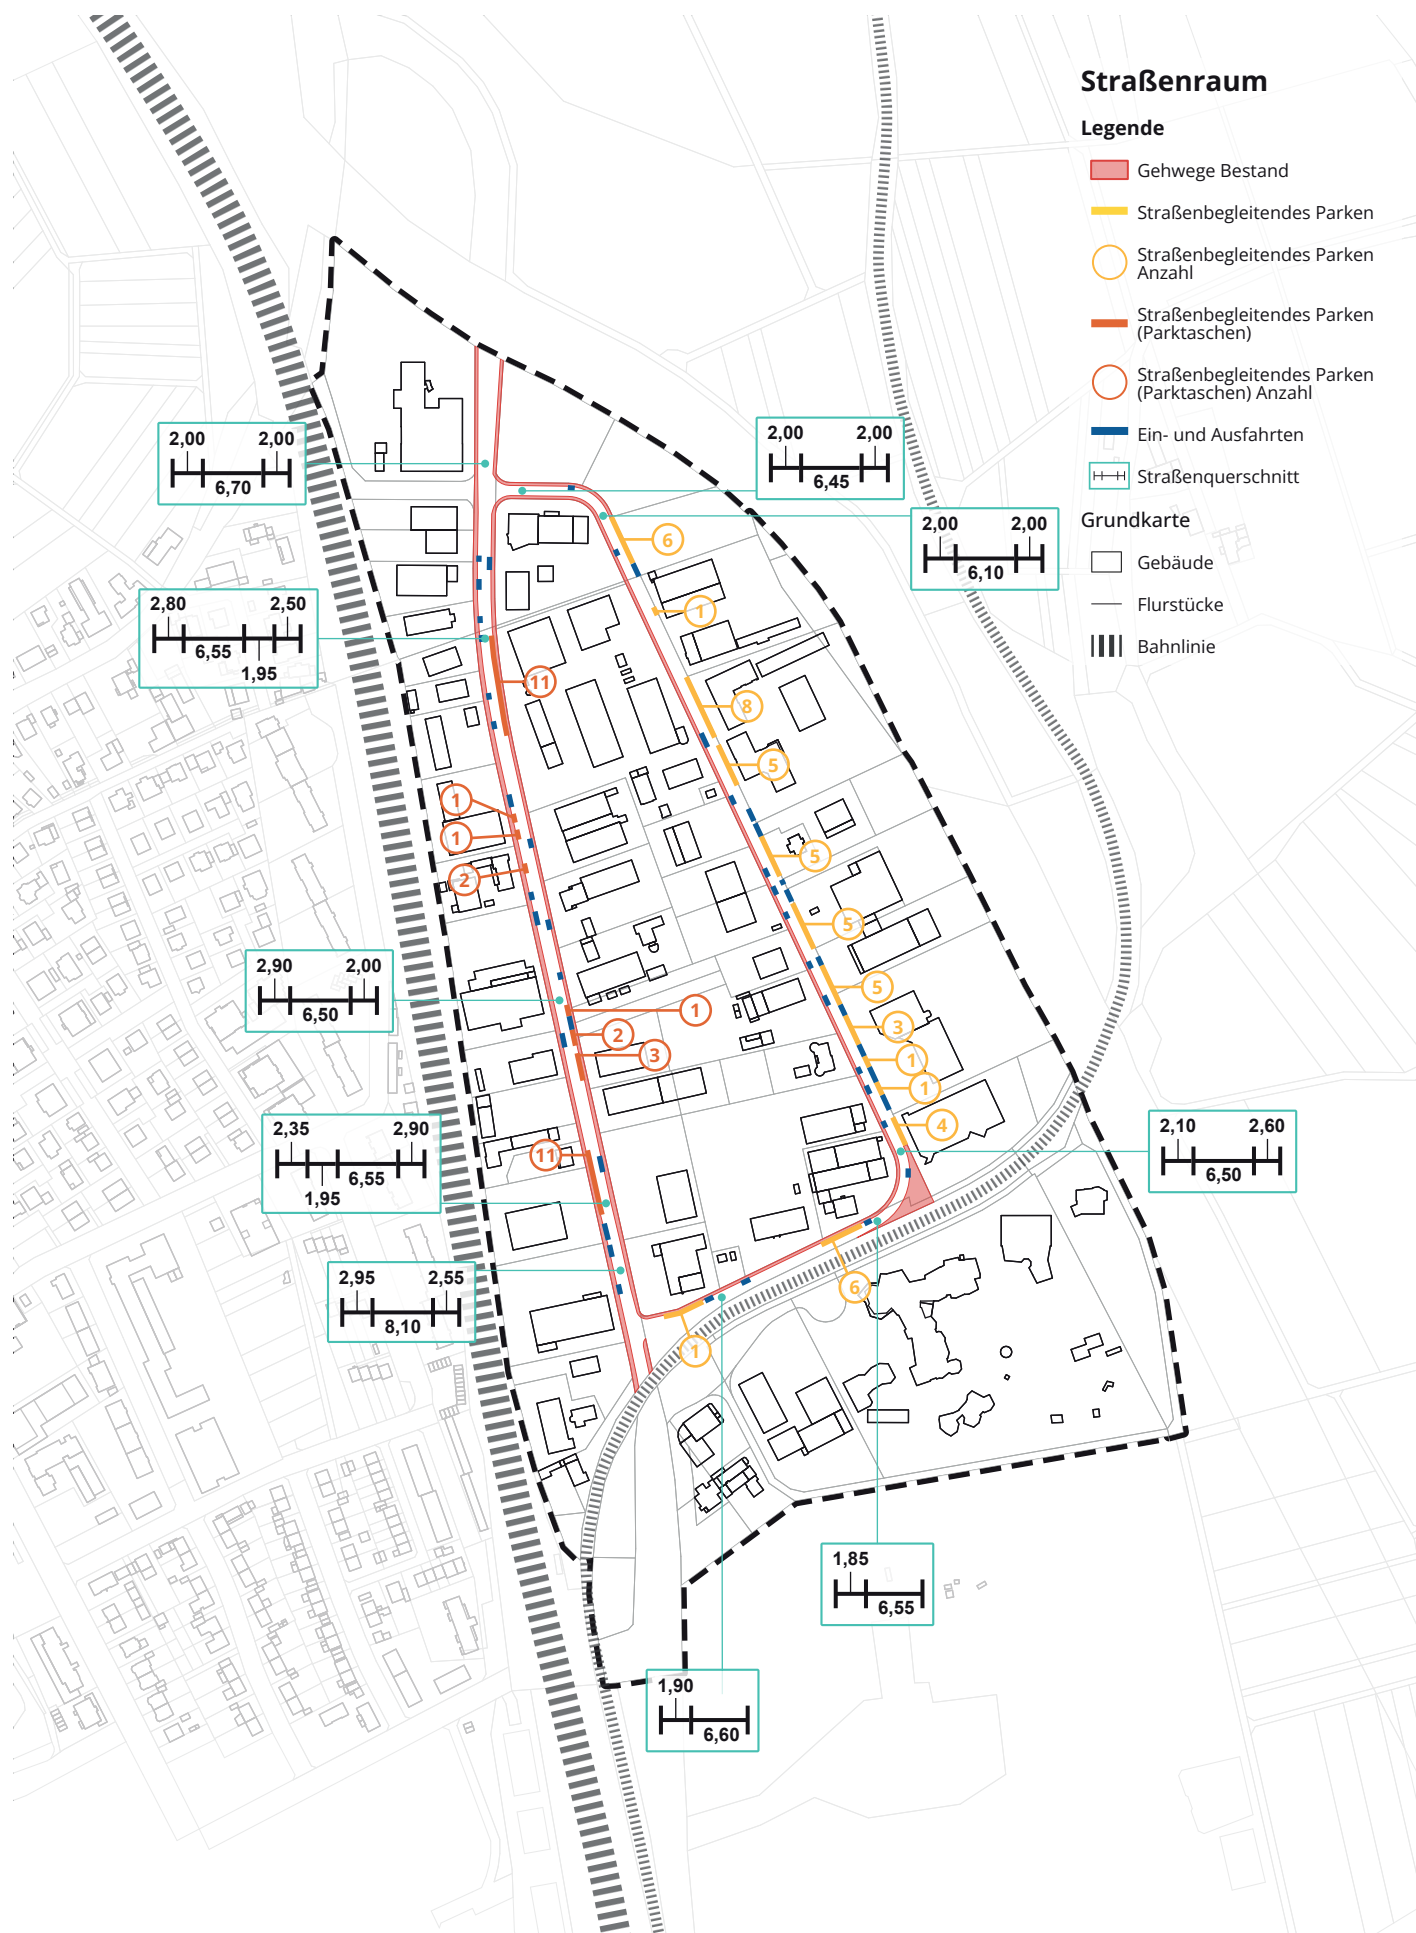 Straßenraum
Legende
Gehwege Bestand
Straßenbegleitendes Parken
Straßenbegleitendes Parken
Anzahl
Straßenbegleitendes Parken
(Parktaschen)
Straßenbegleitendes Parken
(Parktaschen) Anzahl
Ein- und Ausfahrten
Straßenquerschnitt
Grundkarte
Gebäude
Flurstücke
Bahnlinie
2,00 2,00
6,70
2,00 2,00
6,45
2,00 2,00
6,10
6
1
2,80 2,50
6,55
1,95
11
8
5
1
1
2
5
5
2,90 2,00
6,50
5
1
2
3
3
1
1
4
2,35 2,90
6,55
1,95
11
2,10 2,60
6,50
2,95 2,55
8,10
6
1
1,85
6,55
1,90
6,60